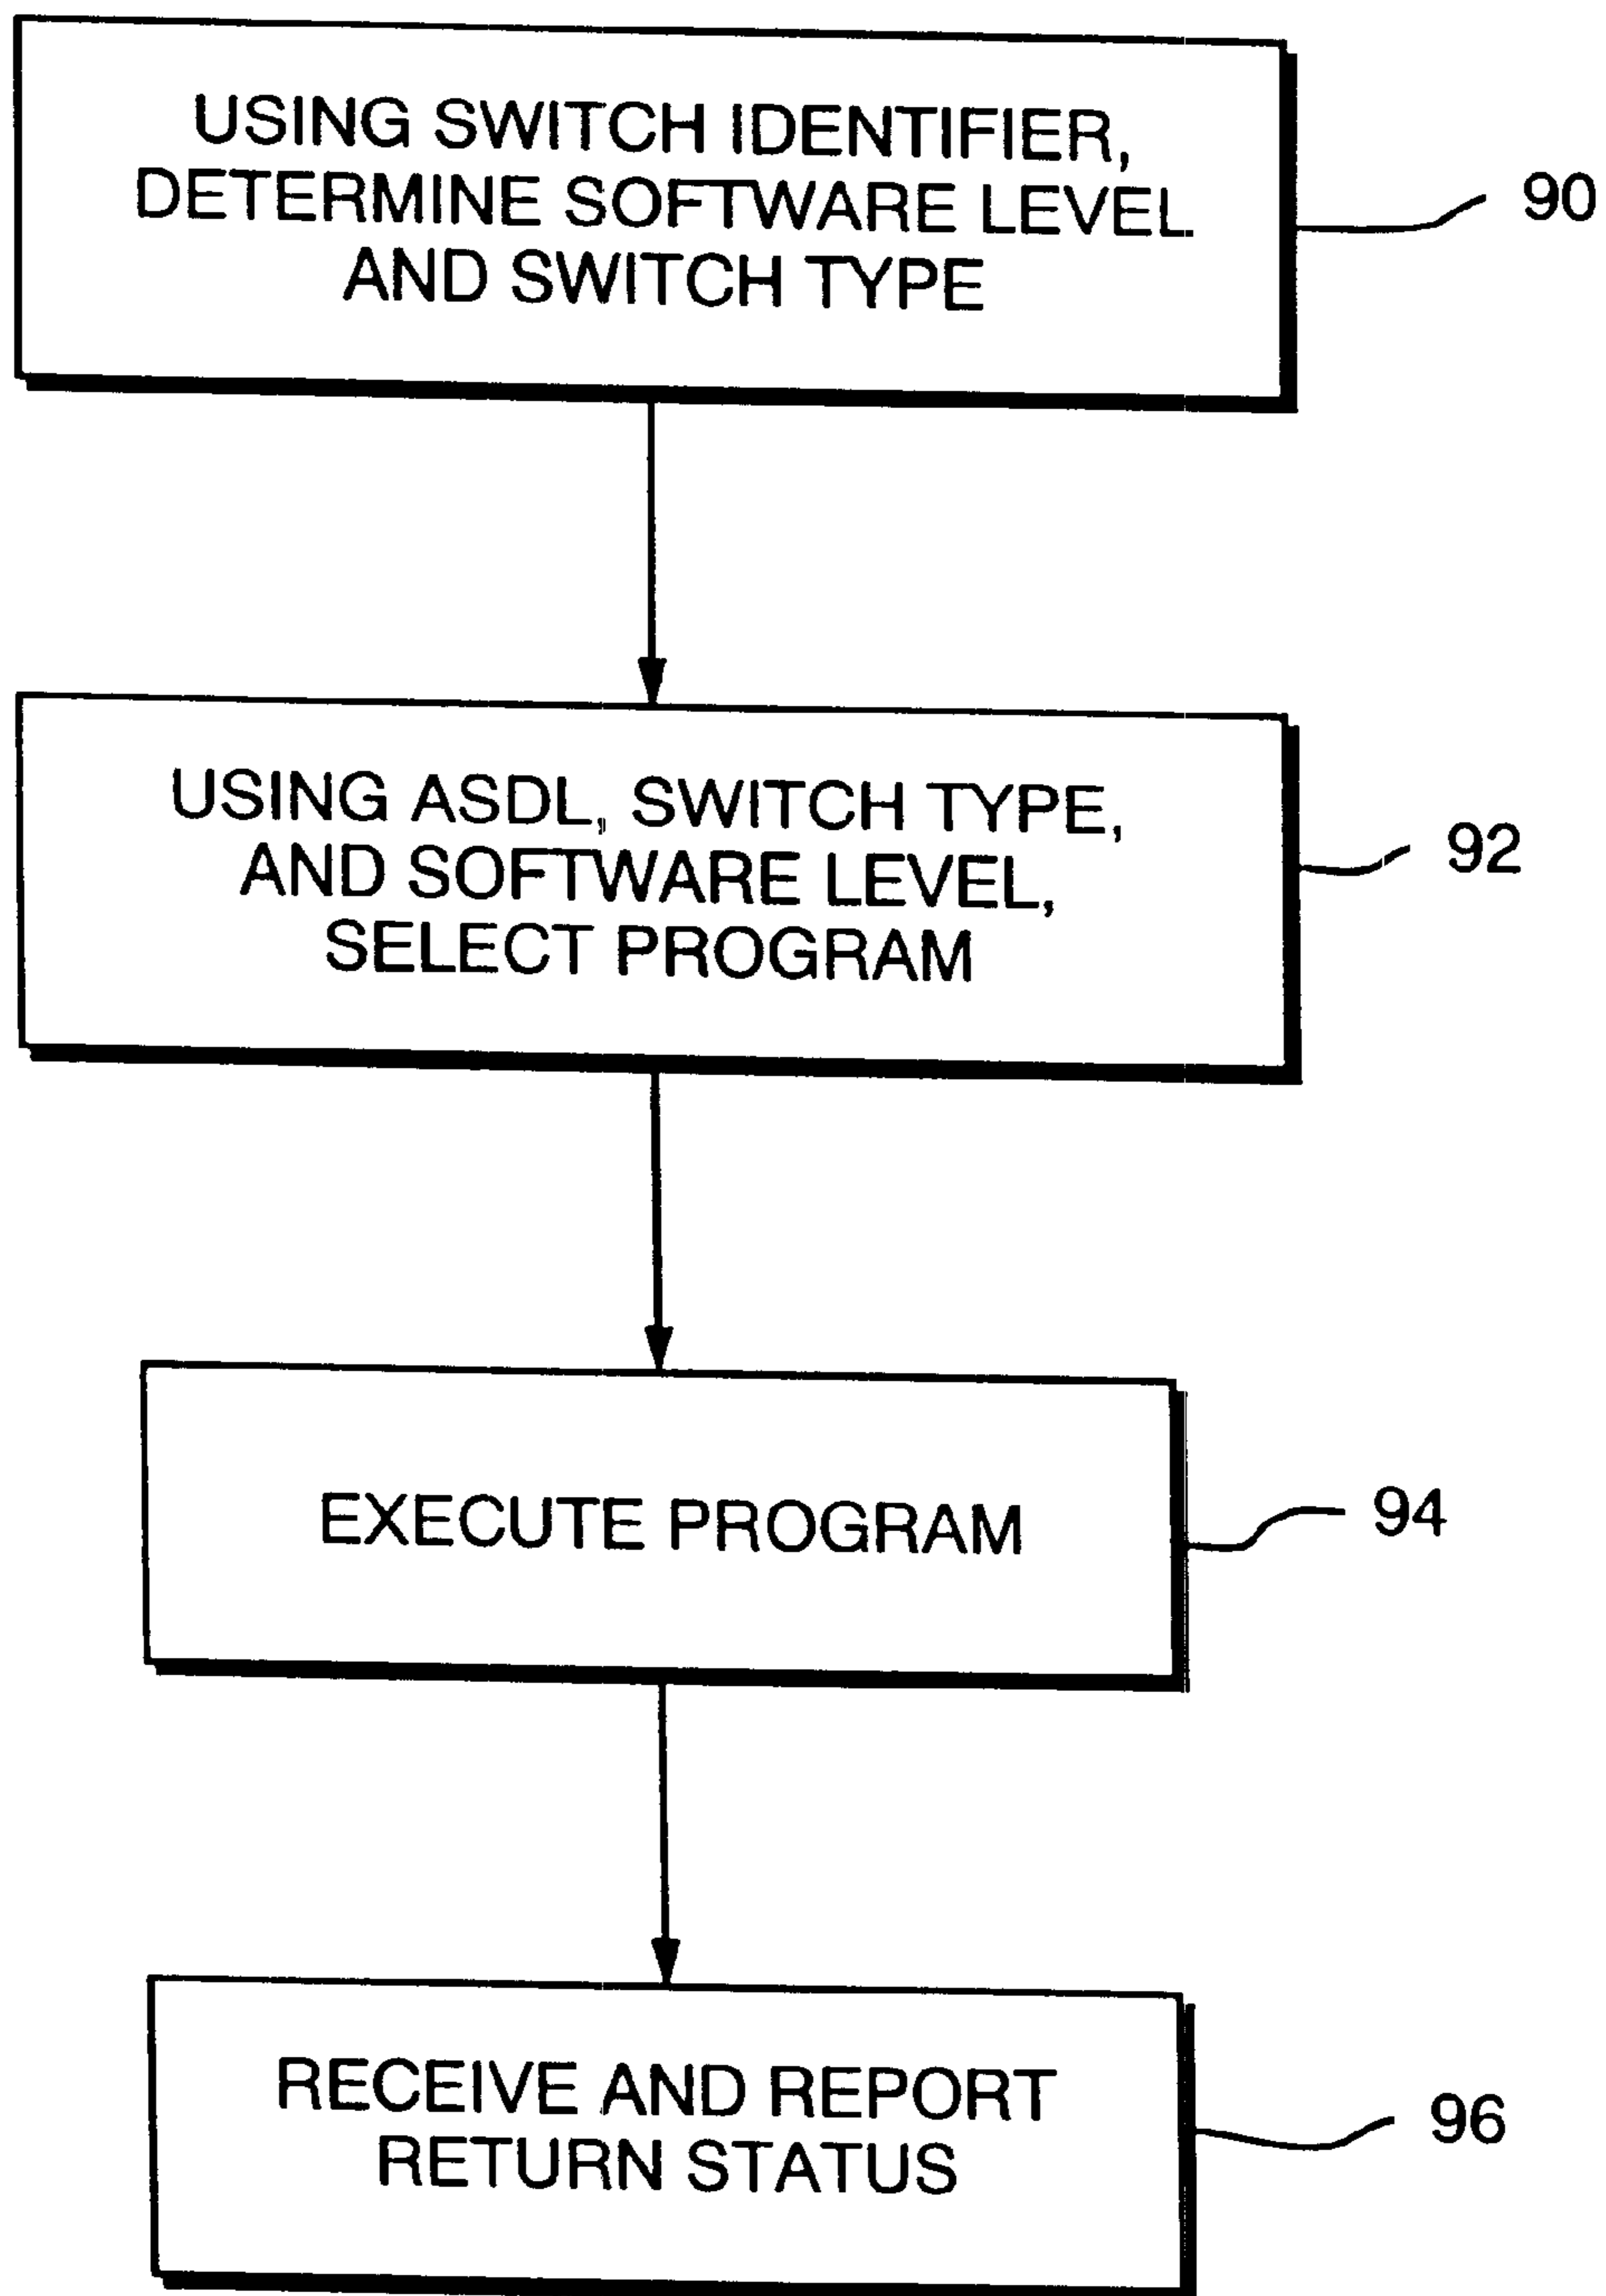 USING SWITCH IDENTIFIER,
DETERMINE SOFTWARE LEVEL
AND SWITCH TYPE
90
USING ASDL, SWITCH TYPE,
AND SOFTWARE LEVEL,
SELECT PROGRAM
92
EXECUTE PROGRAM
94
RECEIVE AND REPORT
RETURN STATUS
96